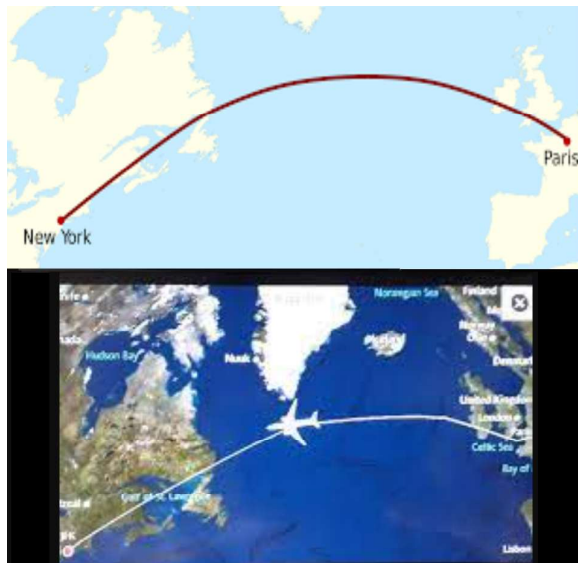 Paris
New York
Norwegian Sea
Finland
Norway
Hudson Bay
Nuuk
Denmark
United Kingdom
London
Celtic Sea
Gulf of St. Lawrence
Bay of
Lisbon